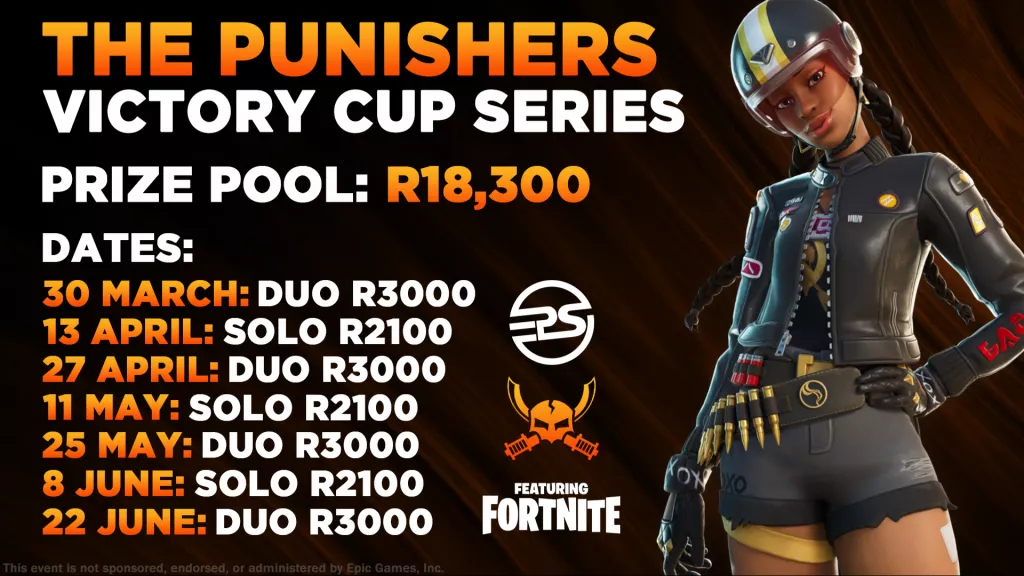 THE PUNISHERS
VICTORY CUP SERIES
PRIZE POOL: R18,300
DATES:
30 MARCH: DUO R3000
13 APRIL: SOLO R2100
27 APRIL: DUO R3000
11 MAY: SOLO R2100
25 MAY: DUO R3000
8 JUNE: SOLO R2100
22 JUNE: DUO R3000
PS
FEATURING
FORTNITE
XOXO
This event is not sponsored, endorsed, or administered by Epic Games, Inc.